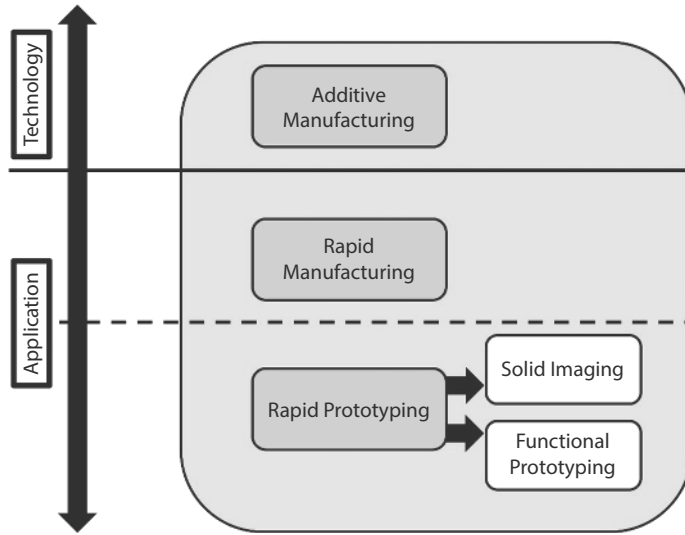 Technology
Additive
Manufacturing
Rapid
Manufacturing
Application
Rapid Prototyping
Solid Imaging
Functional
Prototyping